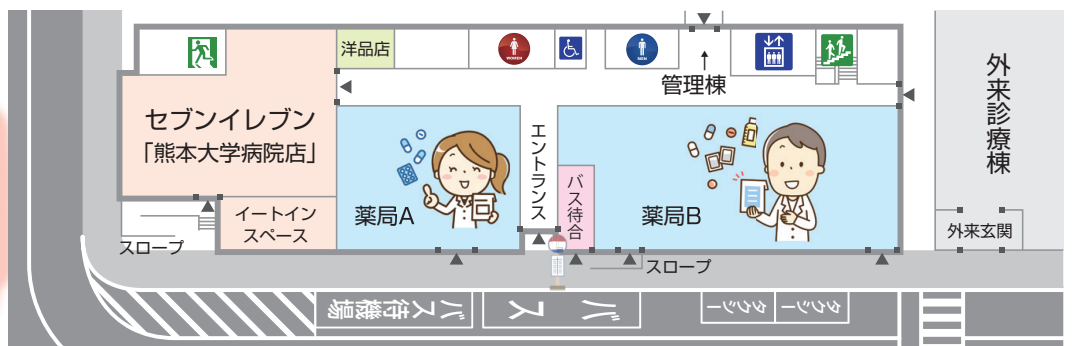 洋品店
WOMEN
MEN
管理棟
セブンイレブン
「熊本大学病院店」
エントランス
外来診療棟
薬局A
バス待合
薬局B
イートイン
スペース
スロープ
スロープ
外来玄関
バス待機場
バス
タクシー
タクシー